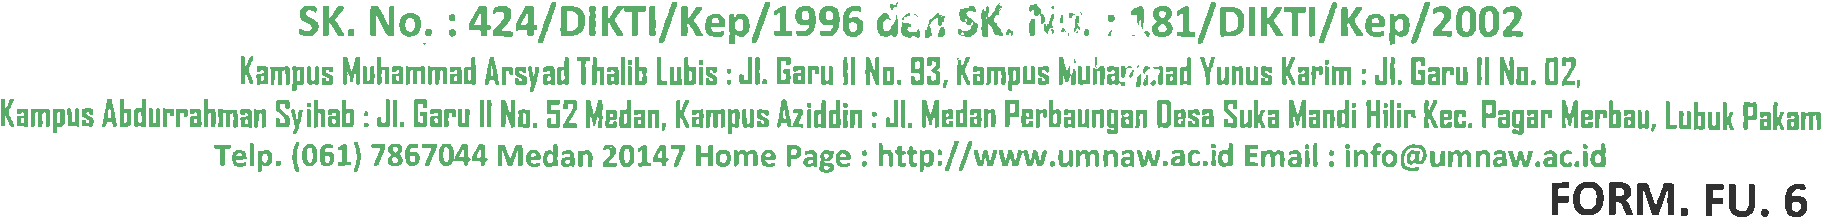 SK. No. : 424/DIKTI/Kep/1996 dan SK. No. : 181/DIKTI/Kep/2002
Kampus Muhammad Arsyad Thalib Lubis : Jl. Garu II No. 93, Kampus Muhammad Yunus Karim : Jl. Garu II No. 02,
Kampus Abdurrahman Syihab : Jl. Garu II No. 52 Medan, Kampus Aziddin : Jl. Medan Perbaungan Desa Suka Mandi Hilir Kec. Pagar Merbau, Lubuk Pakam
Telp. (061) 7867044 Medan 20147 Home Page : http://www.umnaw.ac.id Email : info@umnaw.ac.id
FORM. FU. 6